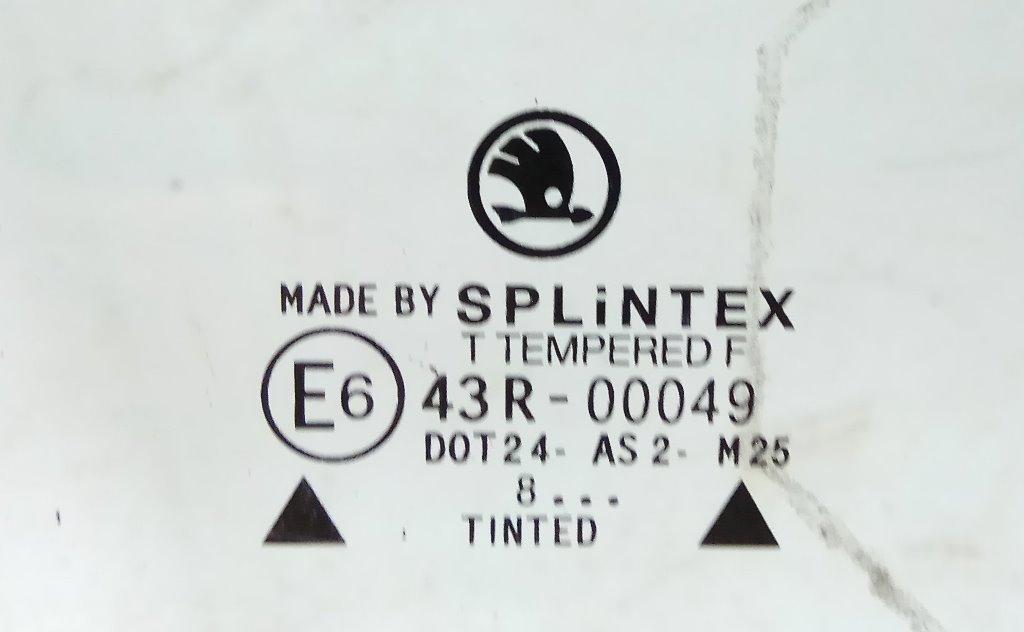 MADE BY SPLiNTEX
T TEMPERED F
E6 43R-00049
DOT24- AS2- M25
8...
TINTED